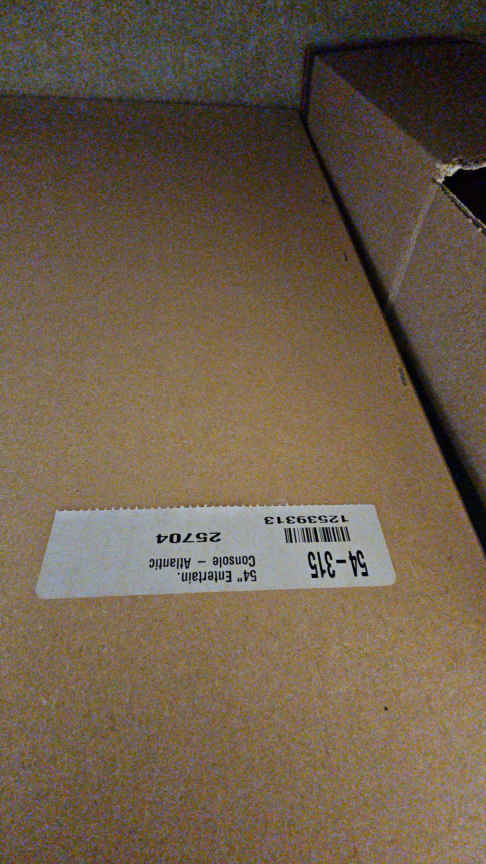 54-315
54" Entertain.
Console - Atlantic
25704
12539313